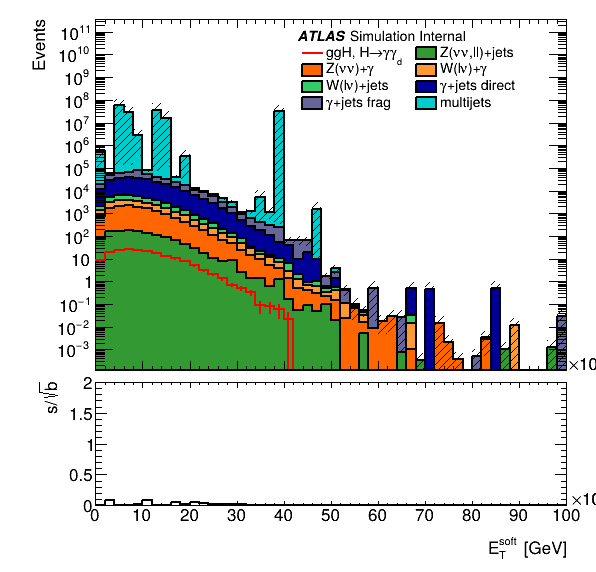 Events
10¹¹
10¹⁰
10⁹
10⁸
10⁷
10⁶
10⁵
10⁴
10³
10²
10
1
10⁻¹
10⁻²
10⁻³
ATLAS Simulation Internal
ggH, H→γγ_d
Z(νν,ll)+jets
Z(νν)+γ
W(lν)+γ
W(lν)+jets
γ+jets direct
γ+jets frag
multijets
×10
s/√b
2
1.5
1
0.5
0
×10
0 10 20 30 40 50 60 70 80 90 100
E_T^soft [GeV]